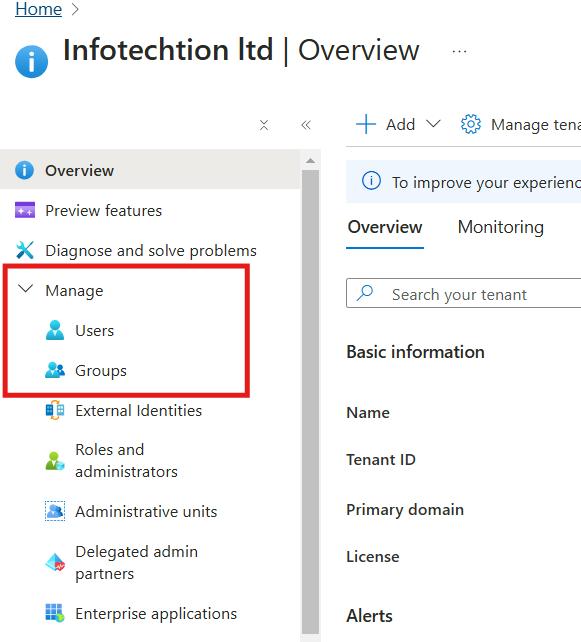 Home
Infotechtion ltd | Overview ...
Add
Manage tena
Overview
Preview features
Diagnose and solve problems
Manage
Users
Groups
External Identities
Roles and
administrators
Administrative units
Delegated admin
partners
Enterprise applications
To improve your experienc
Overview
Monitoring
Search your tenant
Basic information
Name
Tenant ID
Primary domain
License
Alerts